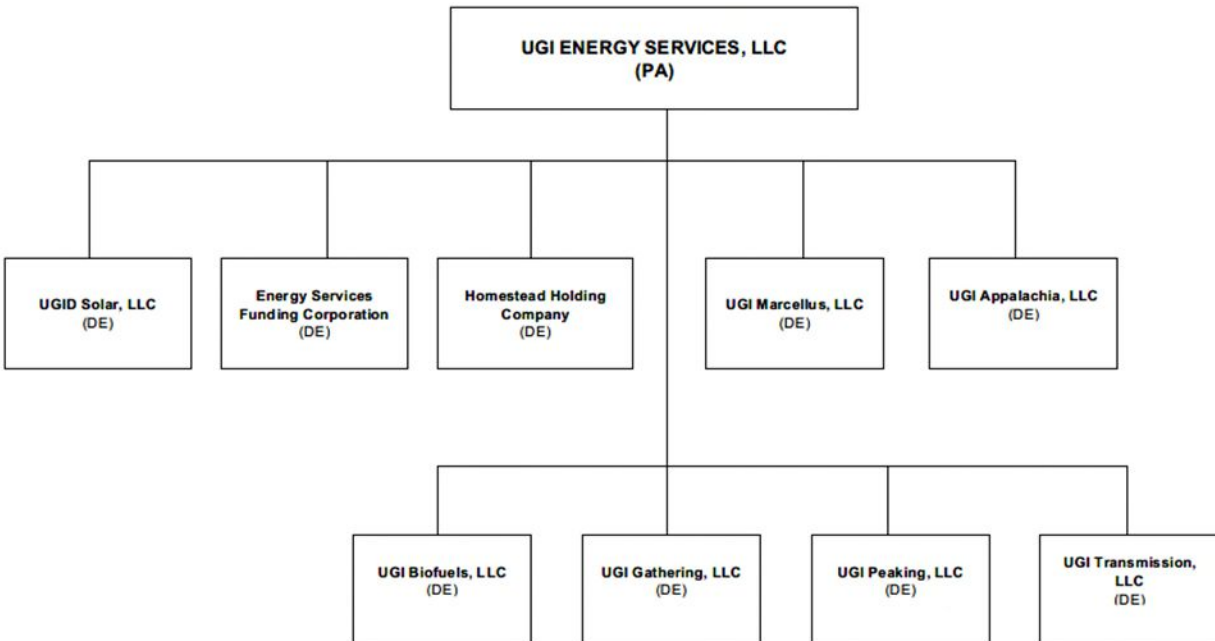 UGI ENERGY SERVICES, LLC
(PA)
UGID Solar, LLC
(DE)
Energy Services
Funding Corporation
(DE)
Homestead Holding
Company
(DE)
UGI Marcellus, LLC
(DE)
UGI Appalachia, LLC
(DE)
UGI Biofuels, LLC
(DE)
UGI Gathering, LLC
(DE)
UGI Peaking, LLC
(DE)
UGI Transmission,
LLC
(DE)